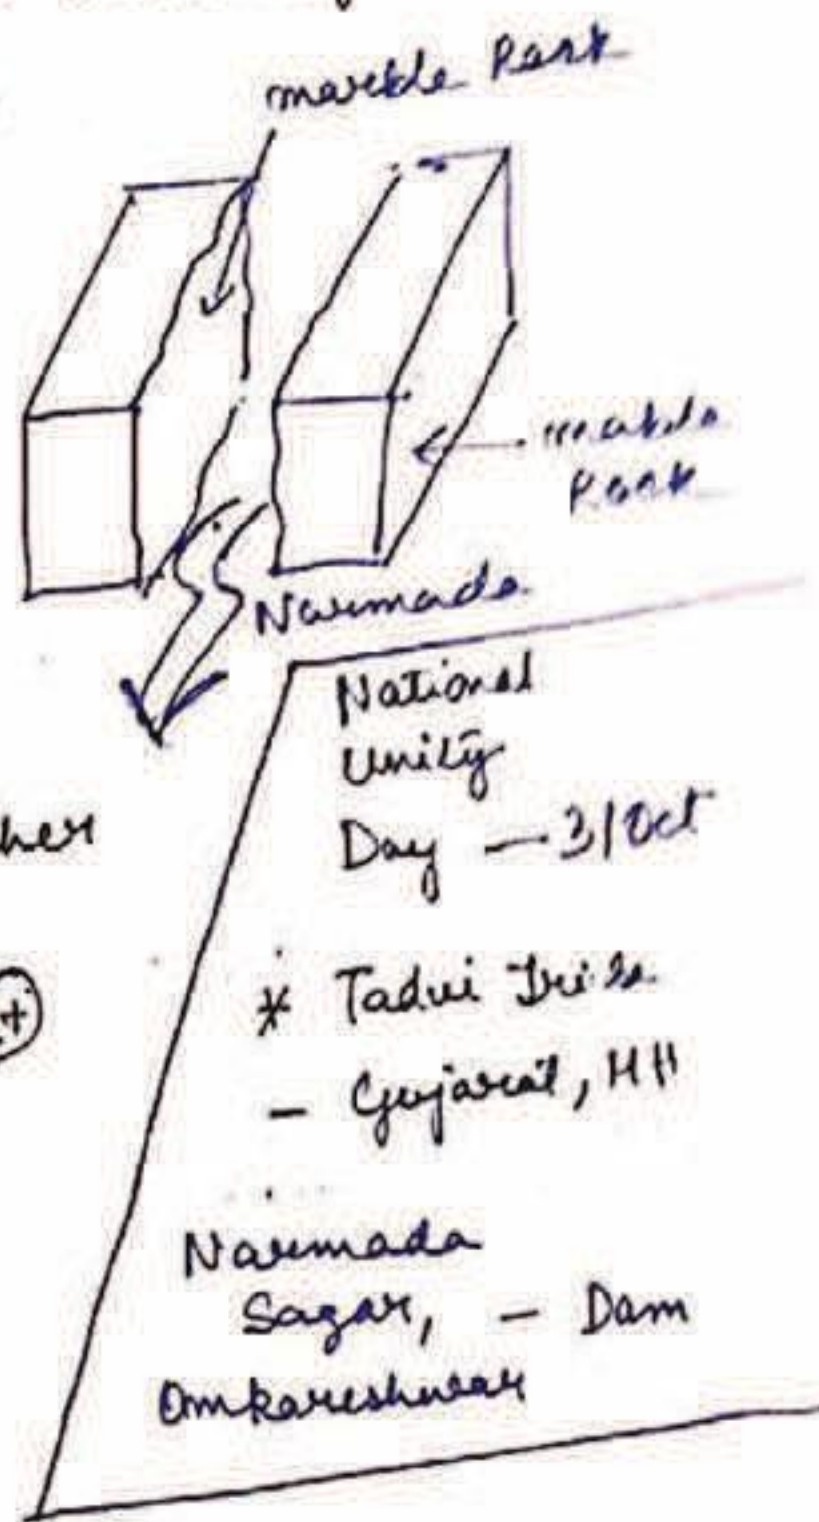 marble Rock
marble
Rock
Narmada
National
Unity
Day — 31 Oct
her
* Tadvi Tribe
- Gujarat, MH
Narmada
Sagar, - Dam
Omkareshwar